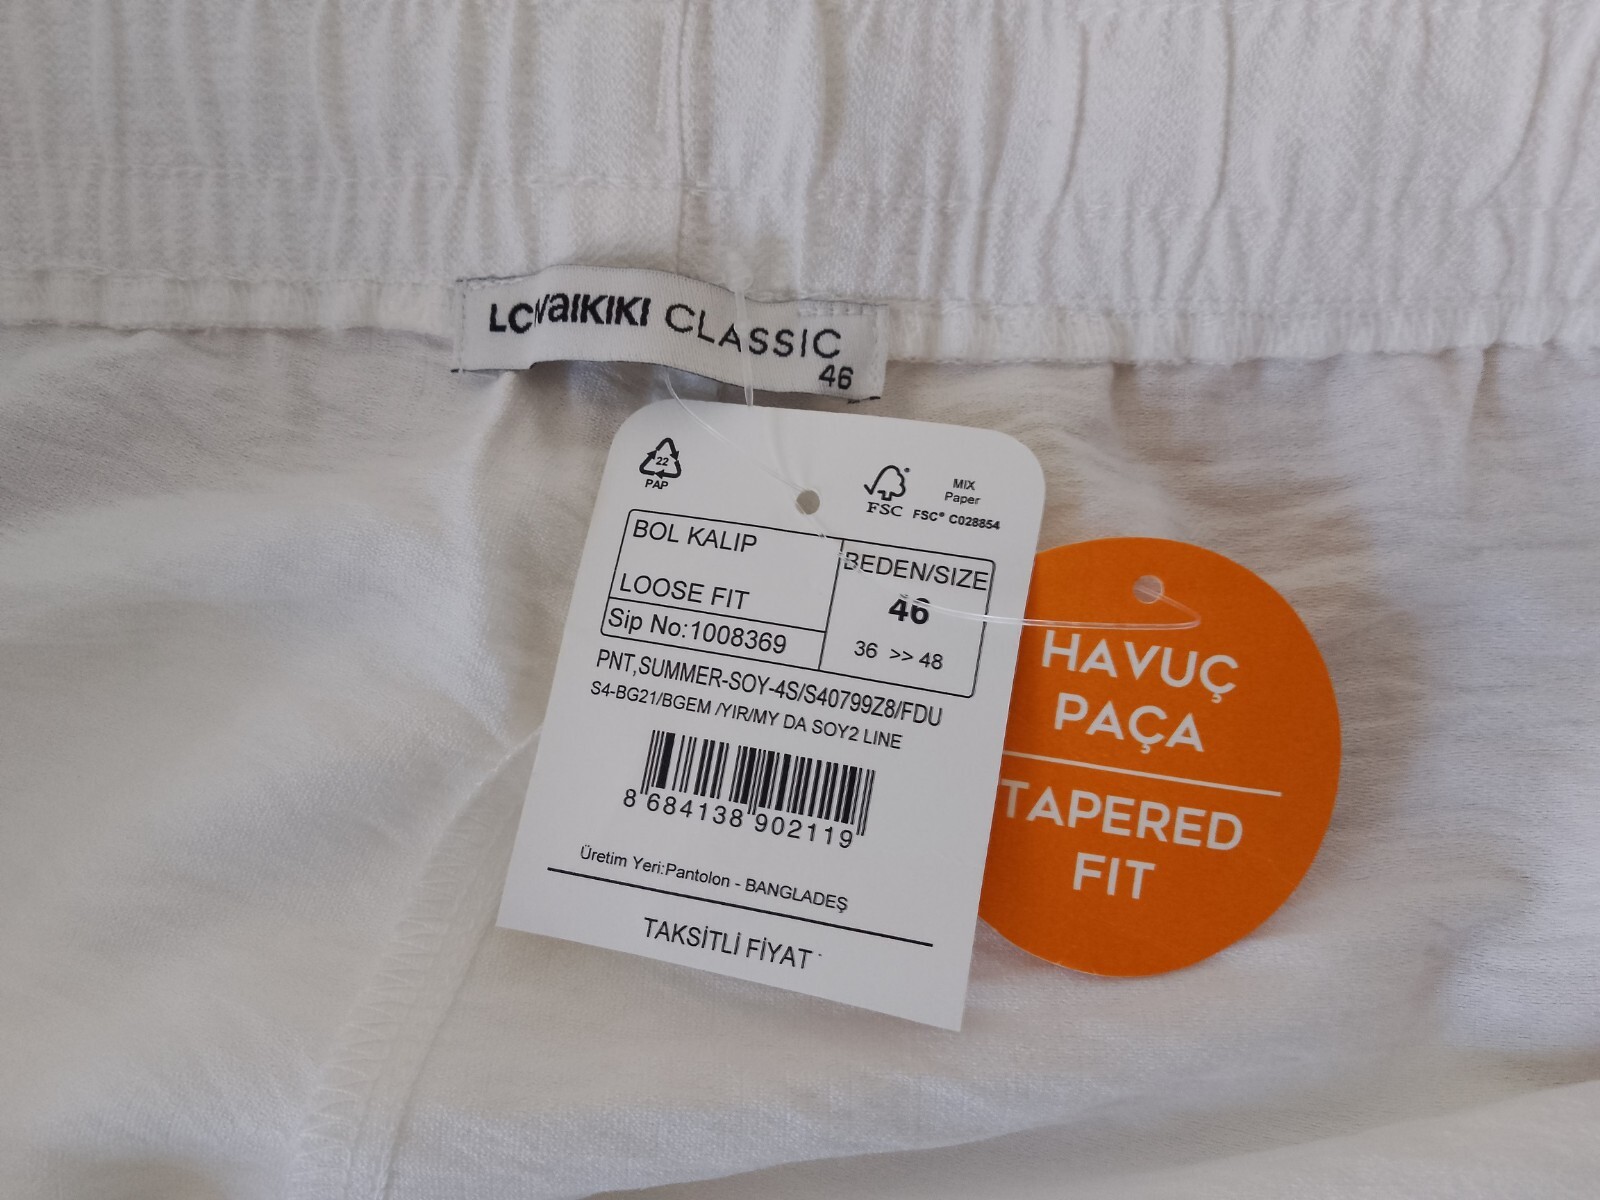 LC Waikiki CLASSIC
46
22
PAP
FSC
MIX
Paper
FSC® C028854
BOL KALIP
LOOSE FIT
Sip No:1008369
BEDEN/SIZE
46
36 >> 48
PNT,SUMMER-SOY-4S/S40799Z8/FDU
S4-BG21/BGEM /YIR/MY DA SOY2 LINE
8 684138 902119
Üretim Yeri:Pantolon - BANGLADEŞ
TAKSİTLİ FİYAT
HAVUÇ
PAÇA
TAPERED
FIT